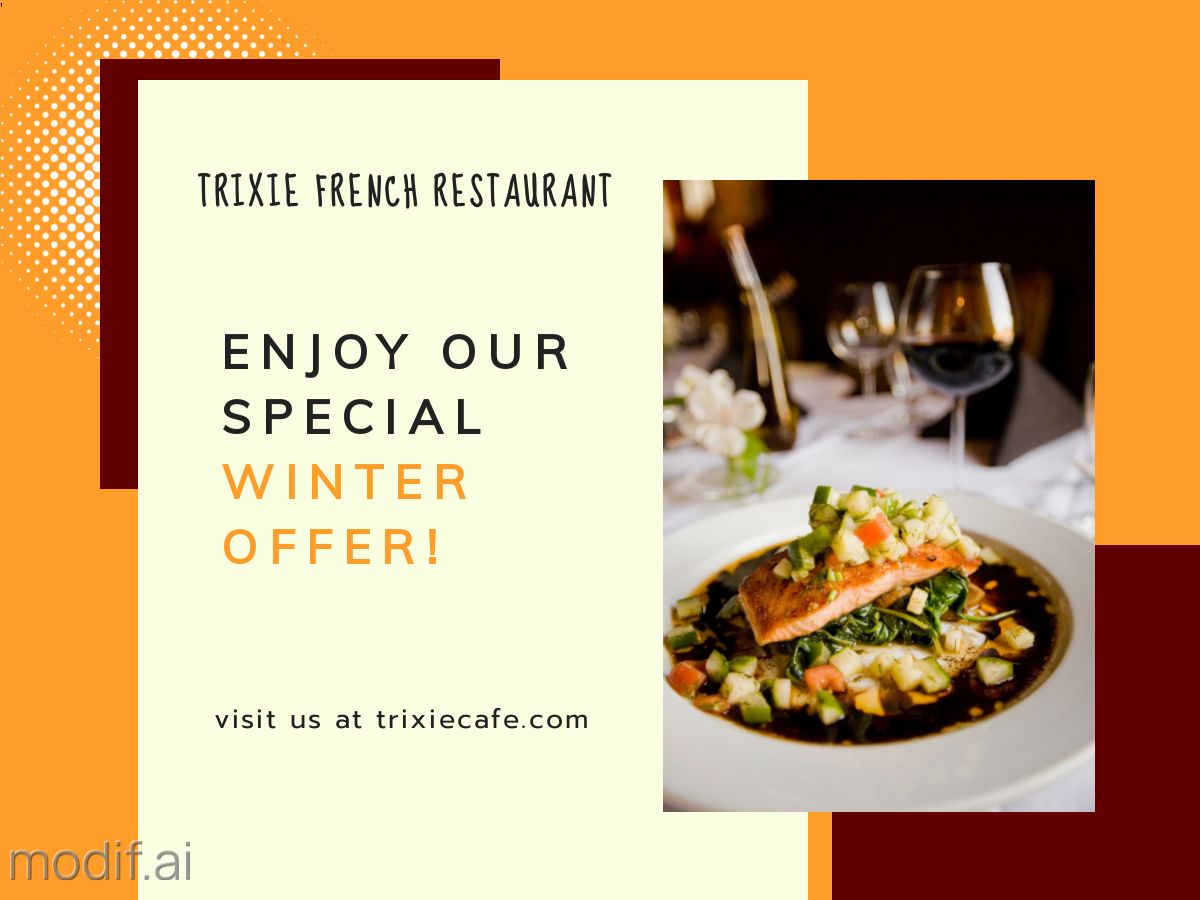 TRIXIE FRENCH RESTAURANT
ENJOY OUR
SPECIAL
WINTER
OFFER!
visit us at trixiecafe.com
modif.ai